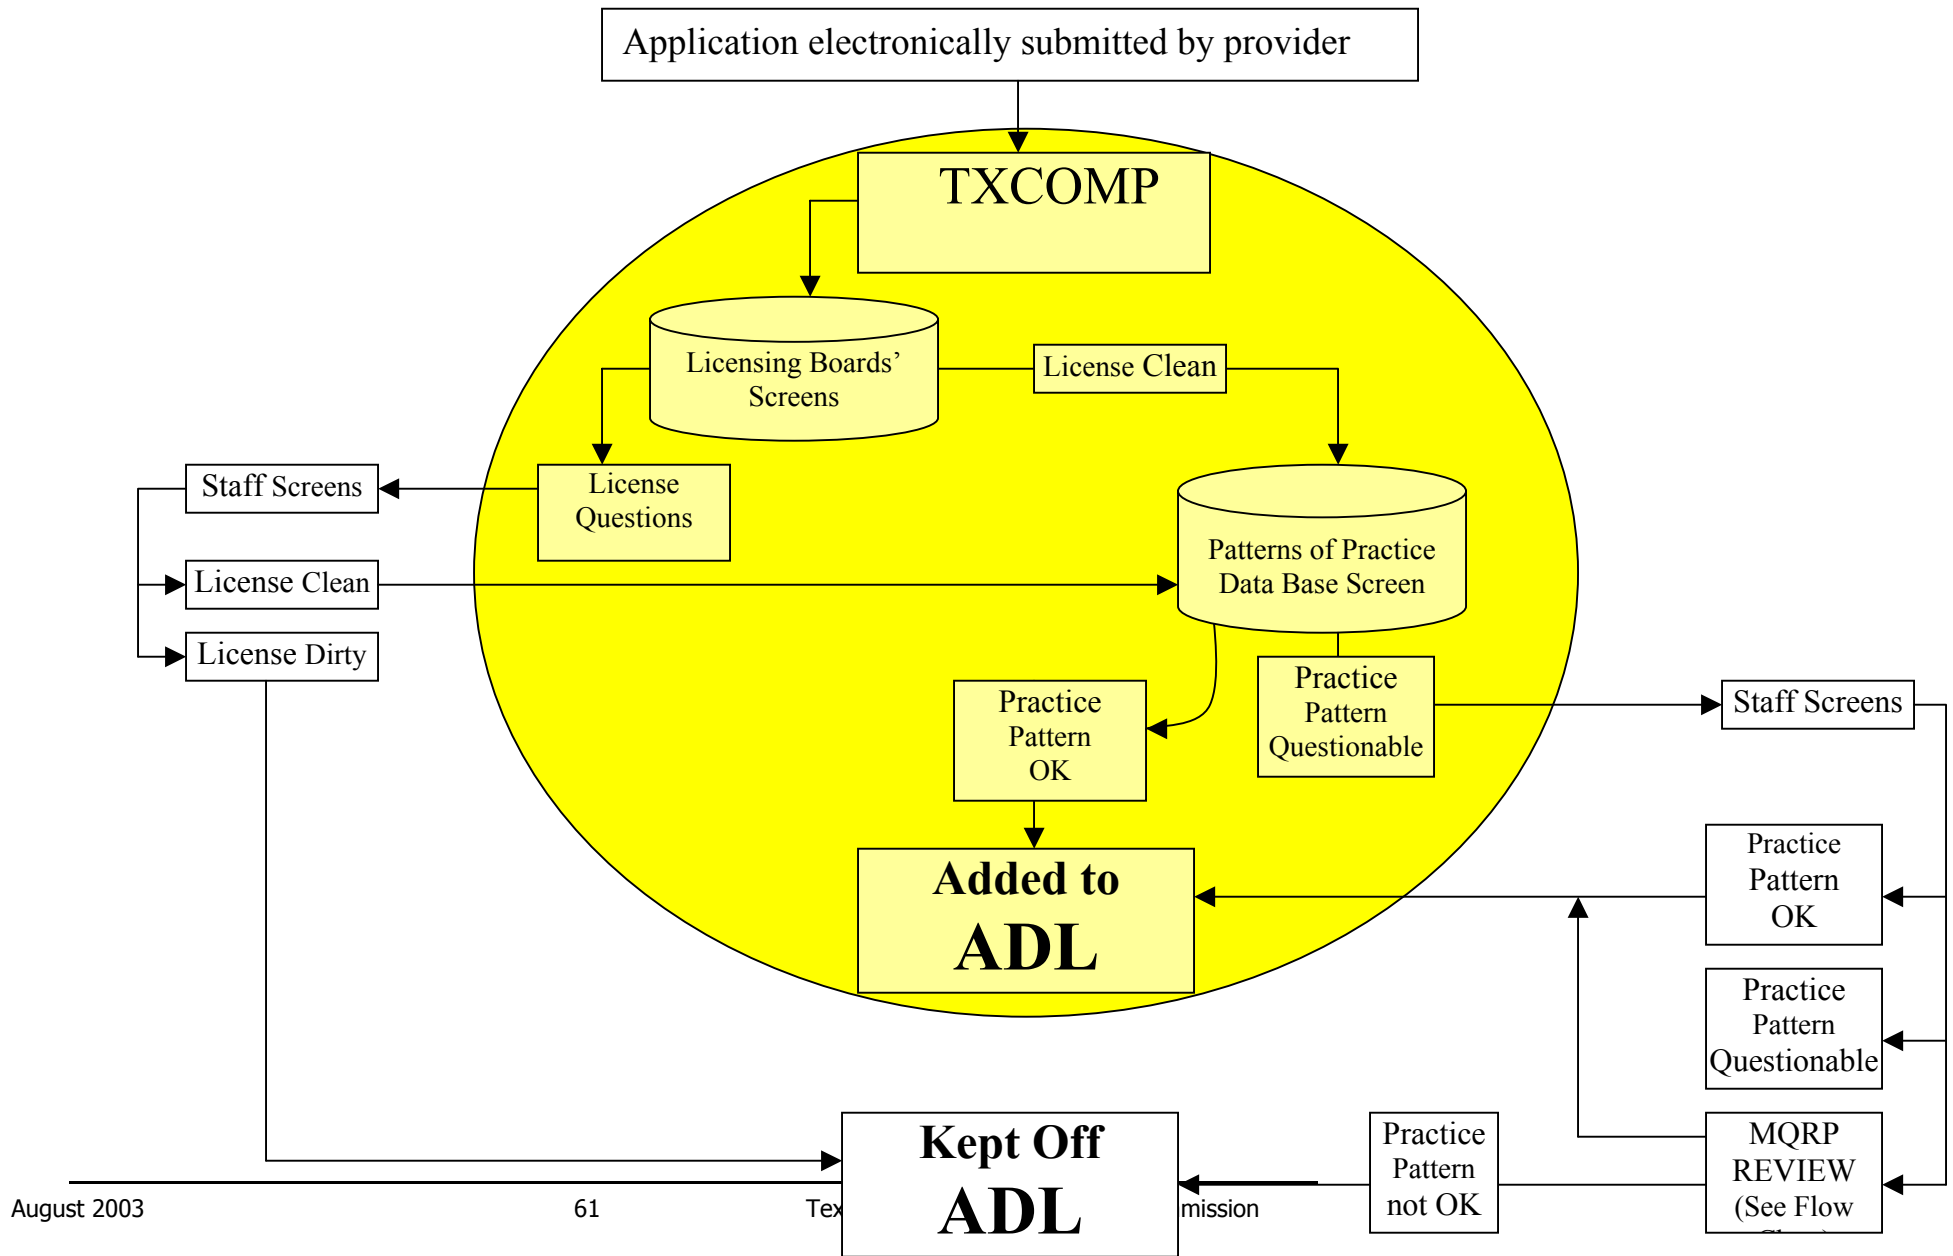 Application electronically submitted by provider
TXCOMP
Licensing Boards’
Screens
License Clean
Staff Screens
License
Questions
Patterns of Practice
Data Base Screen
License Clean
License Dirty
Practice
Pattern
OK
Practice
Pattern
Questionable
Staff Screens
Added to
ADL
Practice
Pattern
OK
Practice
Pattern
Questionable
Kept Off
ADL
Practice
Pattern
not OK
MQRP
REVIEW
(See Flow
August 2003
61